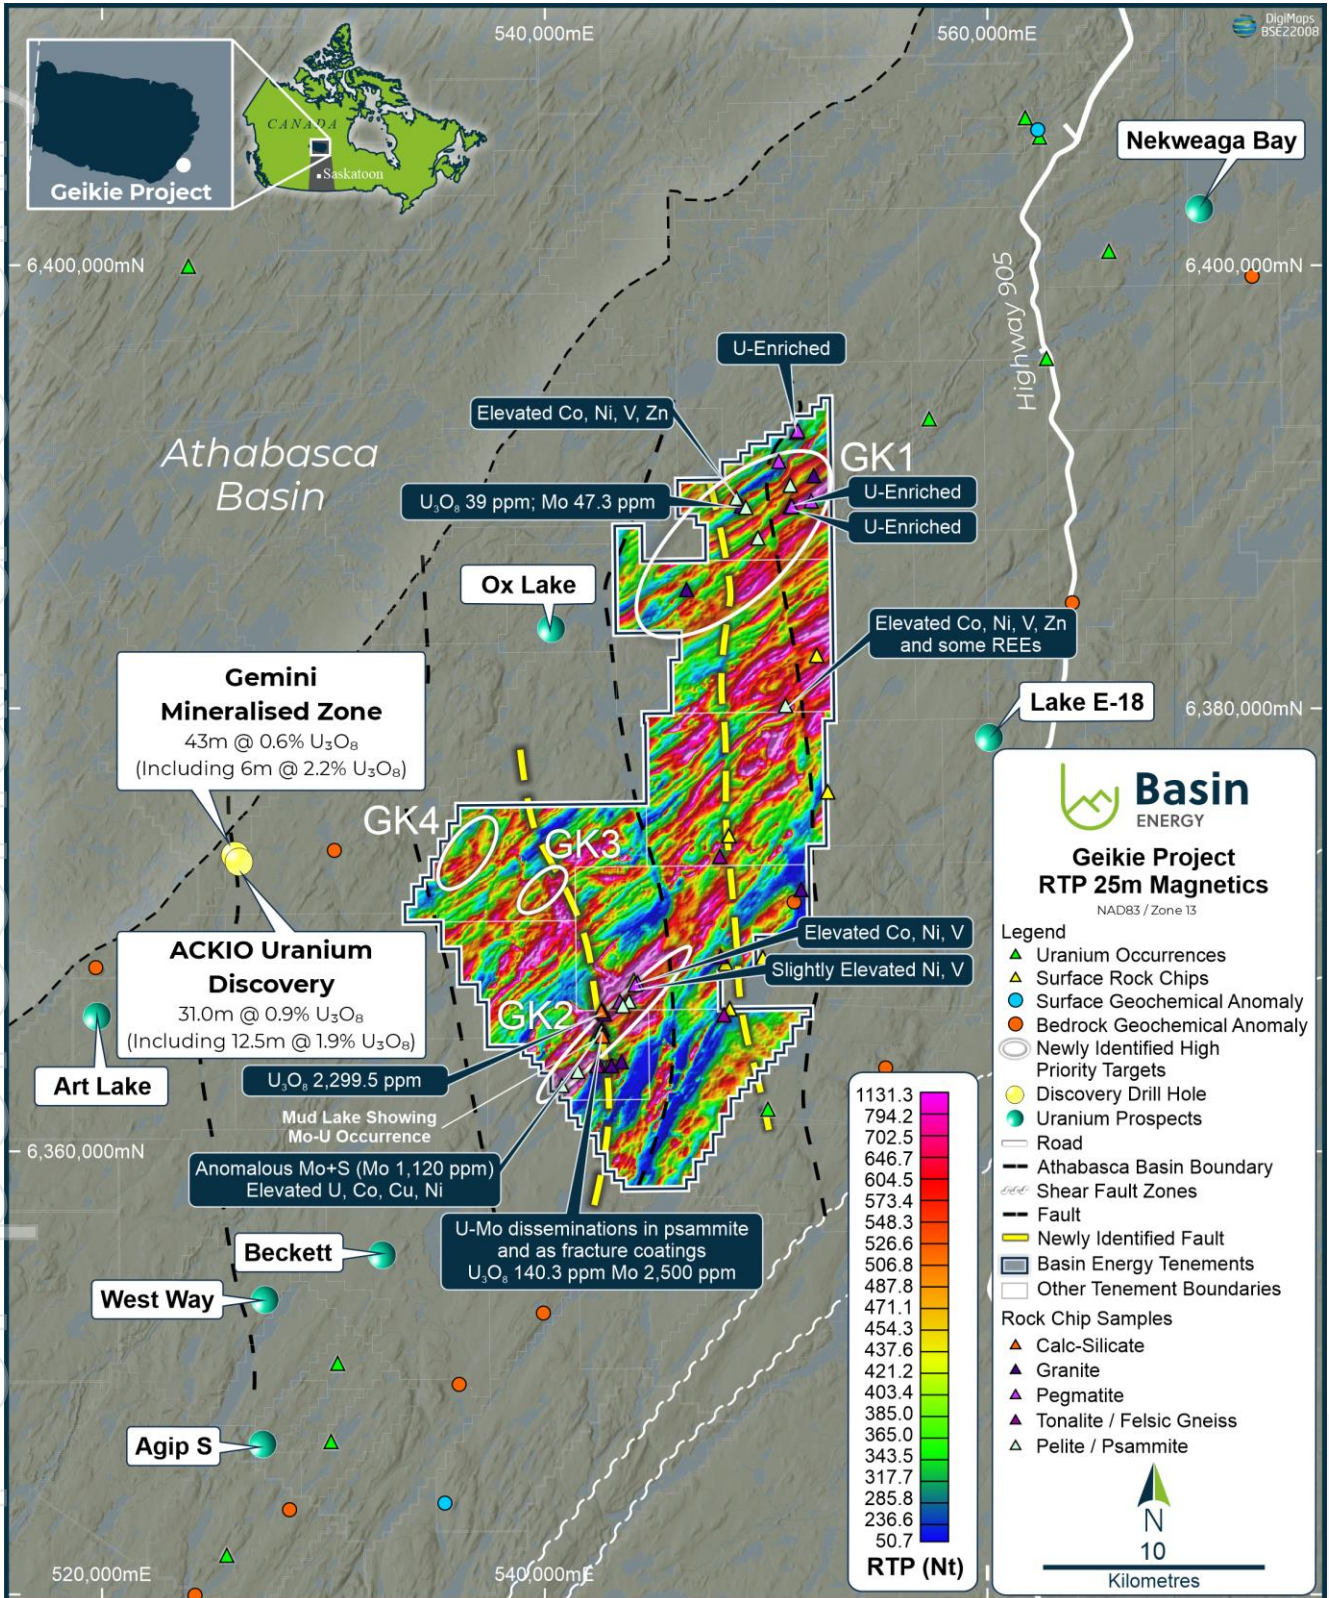 540,000mE
560,000mE
DigiMaps
BSE22008
CANADA
Saskatoon
Geikie Project
Nekweaga Bay
6,400,000mN
6,400,000mN
Highway 905
U-Enriched
Elevated Co, Ni, V, Zn
Athabasca
Basin
GK1
U₃O₈ 39 ppm; Mo 47.3 ppm
U-Enriched
U-Enriched
Ox Lake
Elevated Co, Ni, V, Zn
and some REEs
Gemini
Mineralised Zone
43m @ 0.6% U₃O₈
(Including 6m @ 2.2% U₃O₈)
Lake E-18
6,380,000mN
GK4
GK3
ACKIO Uranium
Discovery
31.0m @ 0.9% U₃O₈
(Including 12.5m @ 1.9% U₃O₈)
Elevated Co, Ni, V
Slightly Elevated Ni, V
GK2
Art Lake
U₃O₈ 2,299.5 ppm
Mud Lake Showing
Mo-U Occurrence
6,360,000mN
Anomalous Mo+S (Mo 1,120 ppm)
Elevated U, Co, Cu, Ni
U-Mo disseminations in psammite
and as fracture coatings
U₃O₈ 140.3 ppm Mo 2,500 ppm
Beckett
West Way
Agip S
520,000mE
540,000mE
1131.3
794.2
702.5
646.7
604.5
573.4
548.3
526.6
506.8
487.8
471.1
454.3
437.6
421.2
403.4
385.0
365.0
343.5
317.7
285.8
236.6
50.7
RTP (Nt)
Basin
ENERGY
Geikie Project
RTP 25m Magnetics
NAD83 / Zone 13
Legend
Uranium Occurrences
Surface Rock Chips
Surface Geochemical Anomaly
Bedrock Geochemical Anomaly
Newly Identified High
Priority Targets
Discovery Drill Hole
Uranium Prospects
Road
Athabasca Basin Boundary
Shear Fault Zones
Fault
Newly Identified Fault
Basin Energy Tenements
Other Tenement Boundaries
Rock Chip Samples
Calc-Silicate
Granite
Pegmatite
Tonalite / Felsic Gneiss
Pelite / Psammite
N
10
Kilometres